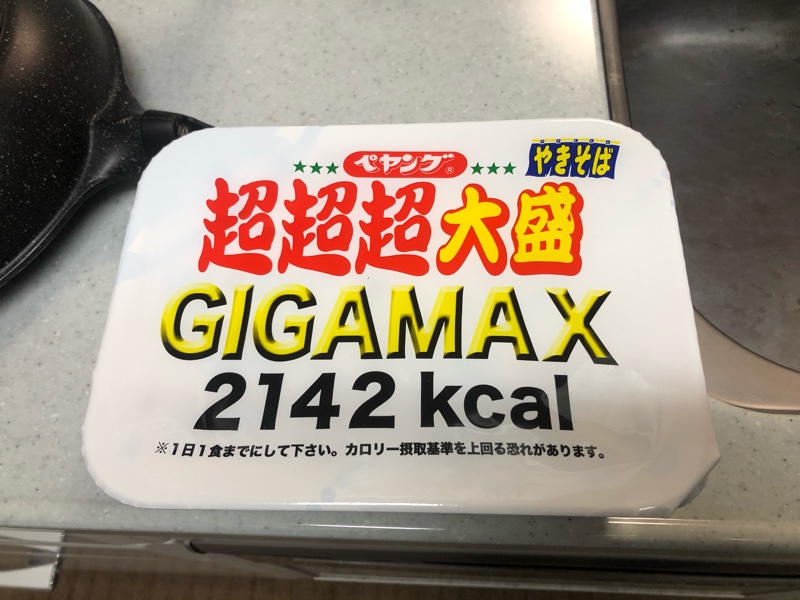 ★★★ペヤング®★★★
やきそば
超超超大盛
GIGAMAX
2142 kcal
※1日1食までにして下さい。カロリー摂取基準を上回る恐れがあります。